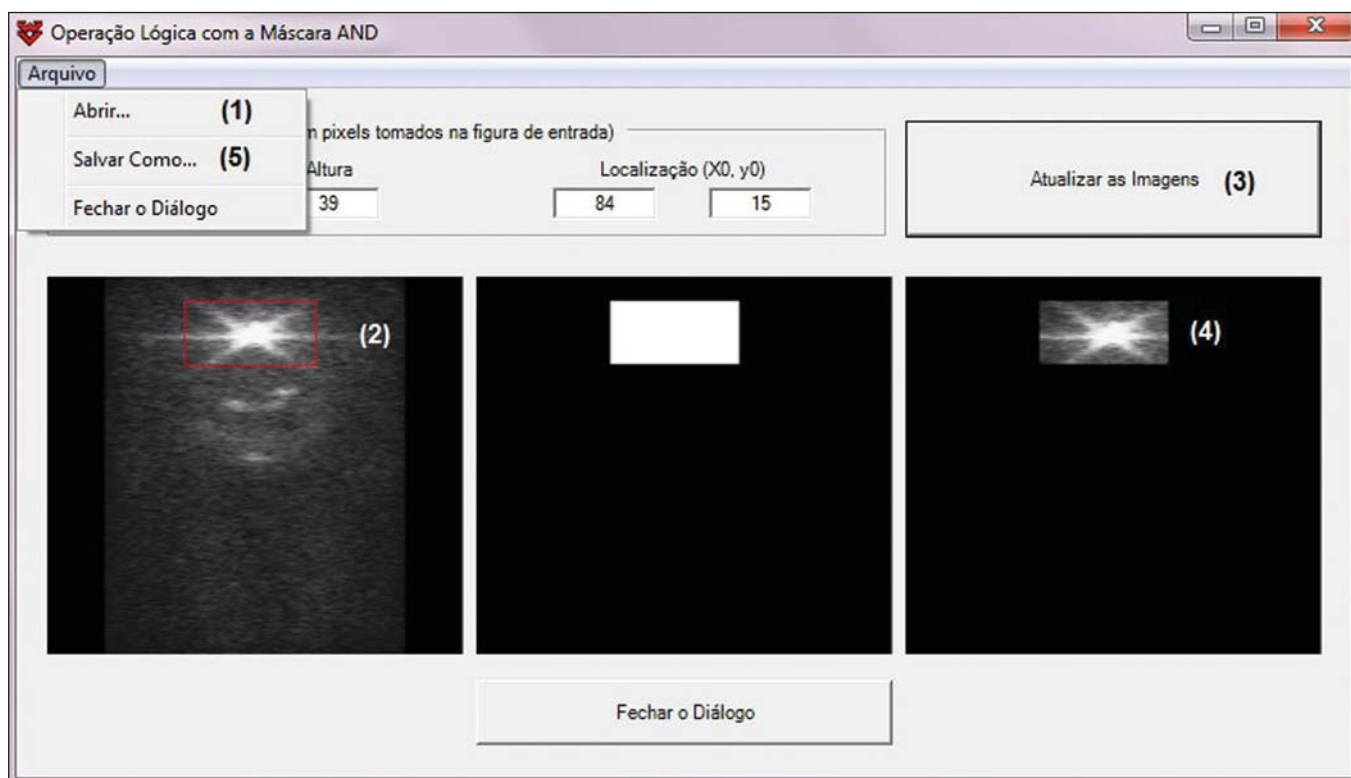 Operação Lógica com a Máscara AND
Arquivo
Abrir... (1)
Salvar Como... (5)
Fechar o Diálogo
pixels tomados na figura de entrada)
Altura
39
Localização (X0, y0)
84 15
Atualizar as Imagens (3)
(2)
(4)
Fechar o Diálogo